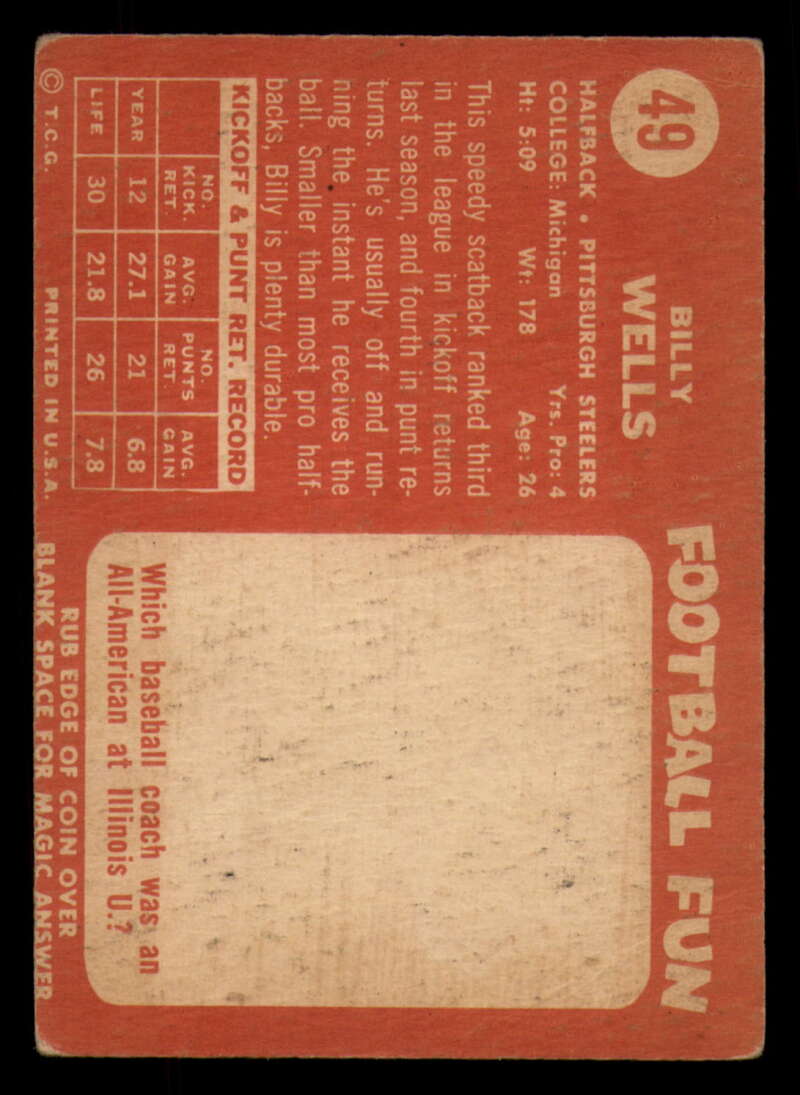 49
BILLY
WELLS
HALFBACK • PITTSBURGH STEELERS
COLLEGE: Michigan Yrs. Pro: 4
Ht: 5:09 Wt: 178 Age: 26
This speedy scatback ranked third
in the league in kickoff returns
last season, and fourth in punt re-
turns. He's usually off and run-
ning the instant he receives the
ball. Smaller than most pro half-
backs, Billy is plenty durable.
KICKOFF & PUNT RET. RECORD
NO. KICK. RET. AVG. GAIN NO. PUNTS RET. AVG. GAIN
YEAR 12 27.1 21 6.8
LIFE 30 21.8 26 7.8
© T.C.G. PRINTED IN U.S.A.
FOOTBALL FUN
Which baseball coach was an
All-American at Illinois U.?
RUB EDGE OF COIN OVER
BLANK SPACE FOR MAGIC ANSWER